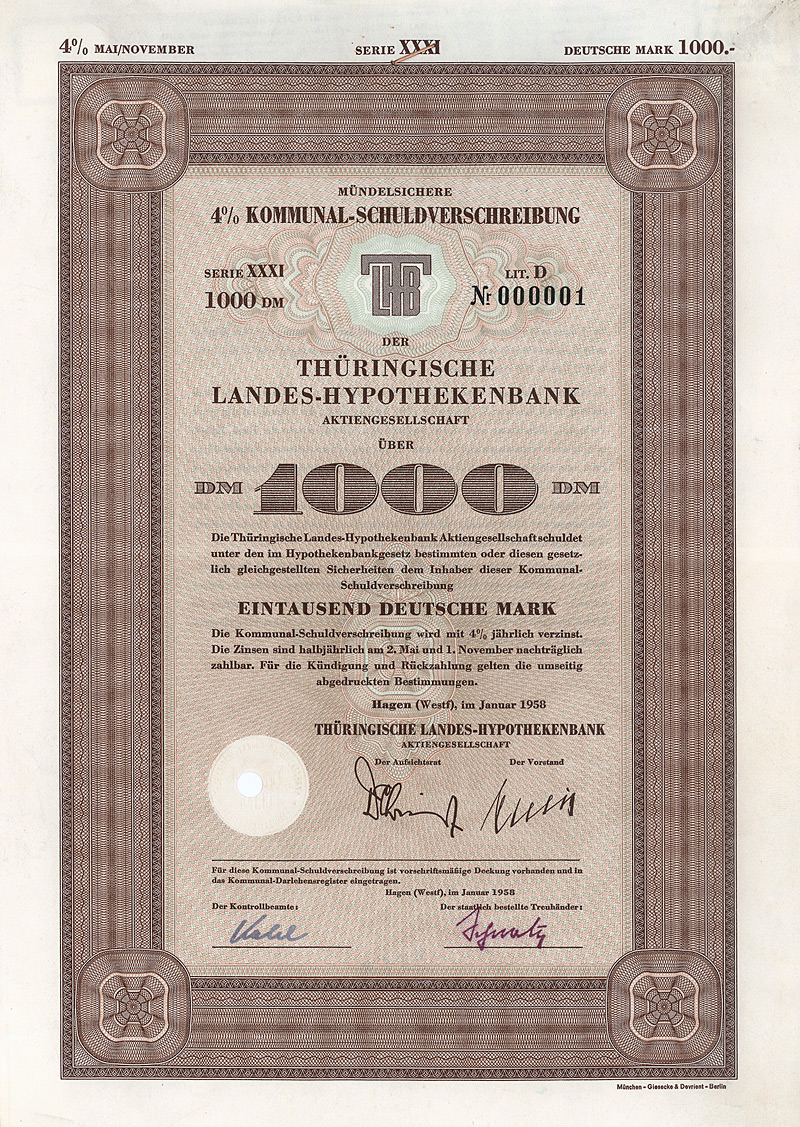 4% MAI/NOVEMBER
SERIE XXXI
DEUTSCHE MARK 1000.-
MÜNDELSICHERE
4% KOMMUNAL-SCHULDVERSCHREIBUNG
SERIE XXXI
1000 DM
TLHB
LIT. D
Nr 000001
DER
THÜRINGISCHE
LANDES-HYPOTHEKENBANK
AKTIENGESELLSCHAFT
ÜBER
DM 1000 DM
Die Thüringische Landes-Hypothekenbank Aktiengesellschaft schuldet
unter den im Hypothekenbankgesetz bestimmten oder diesen gesetz-
lich gleichgestellten Sicherheiten dem Inhaber dieser Kommunal-
Schuldverschreibung
EINTAUSEND DEUTSCHE MARK
Die Kommunal-Schuldverschreibung wird mit 4% jährlich verzinst.
Die Zinsen sind halbjährlich am 2. Mai und 1. November nachträglich
zahlbar. Für die Kündigung und Rückzahlung gelten die umseitig
abgedruckten Bestimmungen.
Hagen (Westf), im Januar 1958
THÜRINGISCHE LANDES-HYPOTHEKENBANK
AKTIENGESELLSCHAFT
Der Aufsichtsrat Der Vorstand
Für diese Kommunal-Schuldverschreibung ist vorschriftsmäßige Deckung vorhanden und in
das Kommunal-Darlehensregister eingetragen.
Hagen (Westf), im Januar 1958
Der Kontrollbeamte: Der staatlich bestellte Treuhänder:
München - Giesecke & Devrient - Berlin